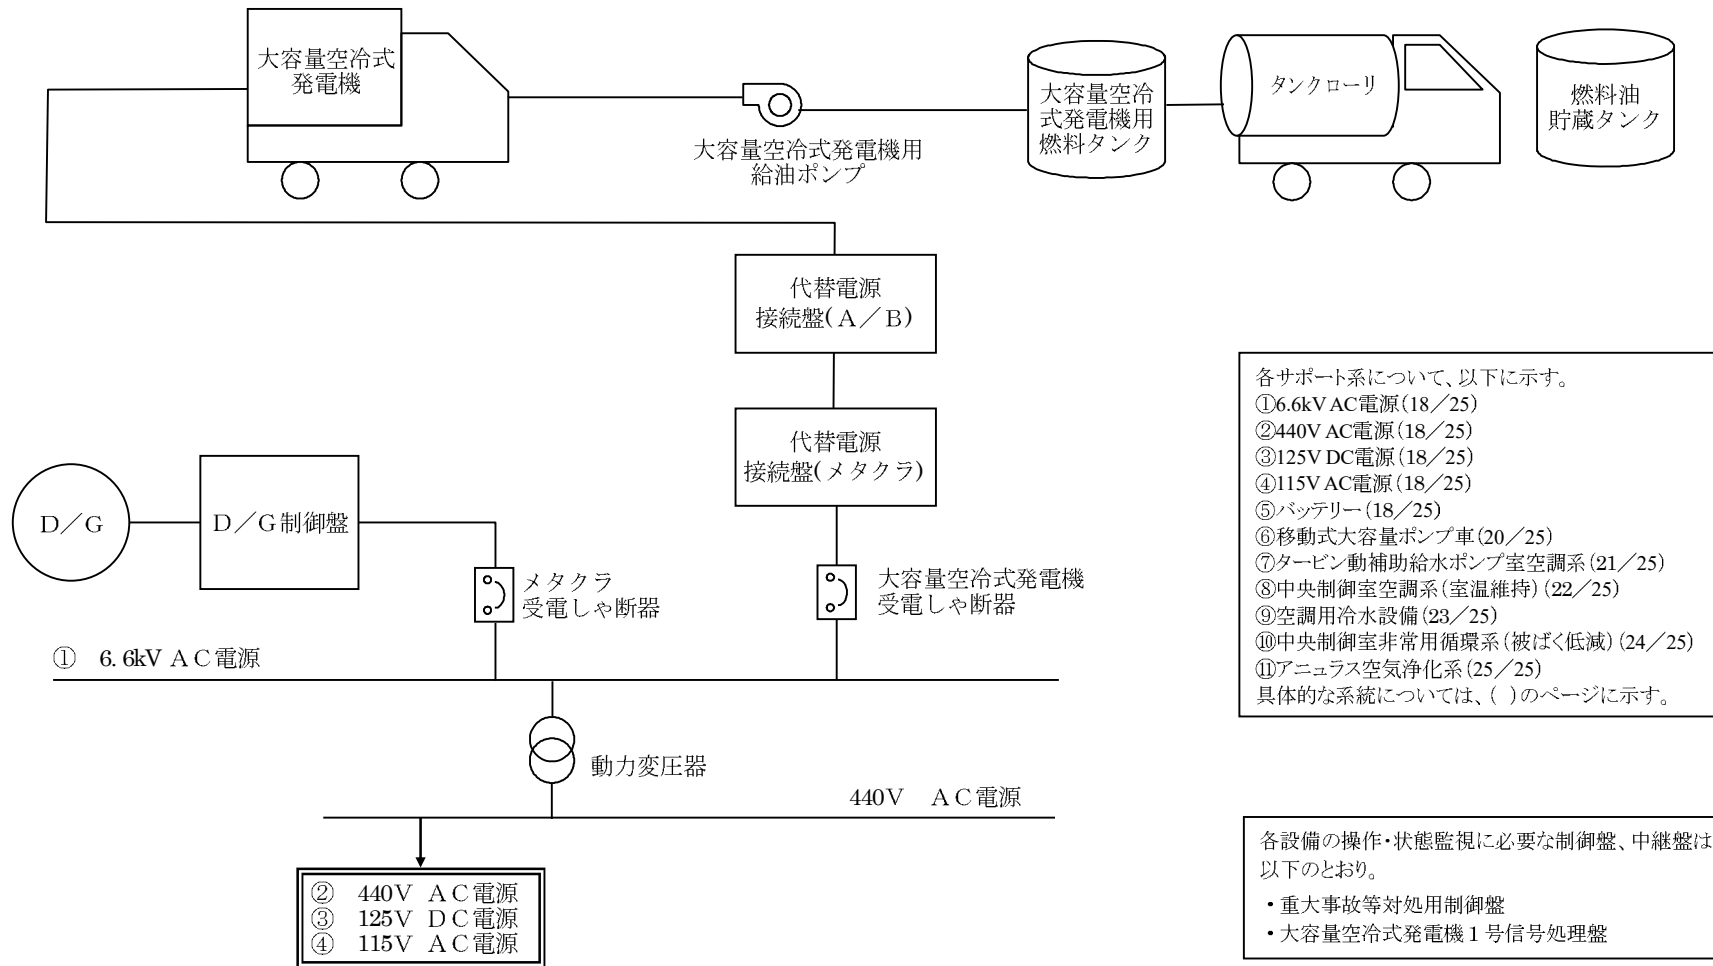 大容量空冷式
発電機
大容量空冷式発電機用
給油ポンプ
大容量空冷
式発電機用
燃料タンク
タンクローリ
燃料油
貯蔵タンク
代替電源
接続盤(Ａ／Ｂ)
代替電源
接続盤(メタクラ)
Ｄ／Ｇ
Ｄ／Ｇ制御盤
メタクラ
受電しゃ断器
大容量空冷式発電機
受電しゃ断器
① 6.6kV ＡＣ電源
動力変圧器
440V ＡＣ電源
② 440V ＡＣ電源
③ 125V ＤＣ電源
④ 115V ＡＣ電源
各サポート系について、以下に示す。
①6.6kV AC電源(18／25)
②440V AC電源(18／25)
③125V DC電源(18／25)
④115V AC電源(18／25)
⑤バッテリー(18／25)
⑥移動式大容量ポンプ車(20／25)
⑦タービン動補助給水ポンプ室空調系(21／25)
⑧中央制御室空調系(室温維持)(22／25)
⑨空調用冷水設備(23／25)
⑩中央制御室非常用循環系(被ばく低減)(24／25)
⑪アニュラス空気浄化系(25／25)
具体的な系統については、( )のページに示す。
各設備の操作・状態監視に必要な制御盤、中継盤は
以下のとおり。
・重大事故等対処用制御盤
・大容量空冷式発電機１号信号処理盤